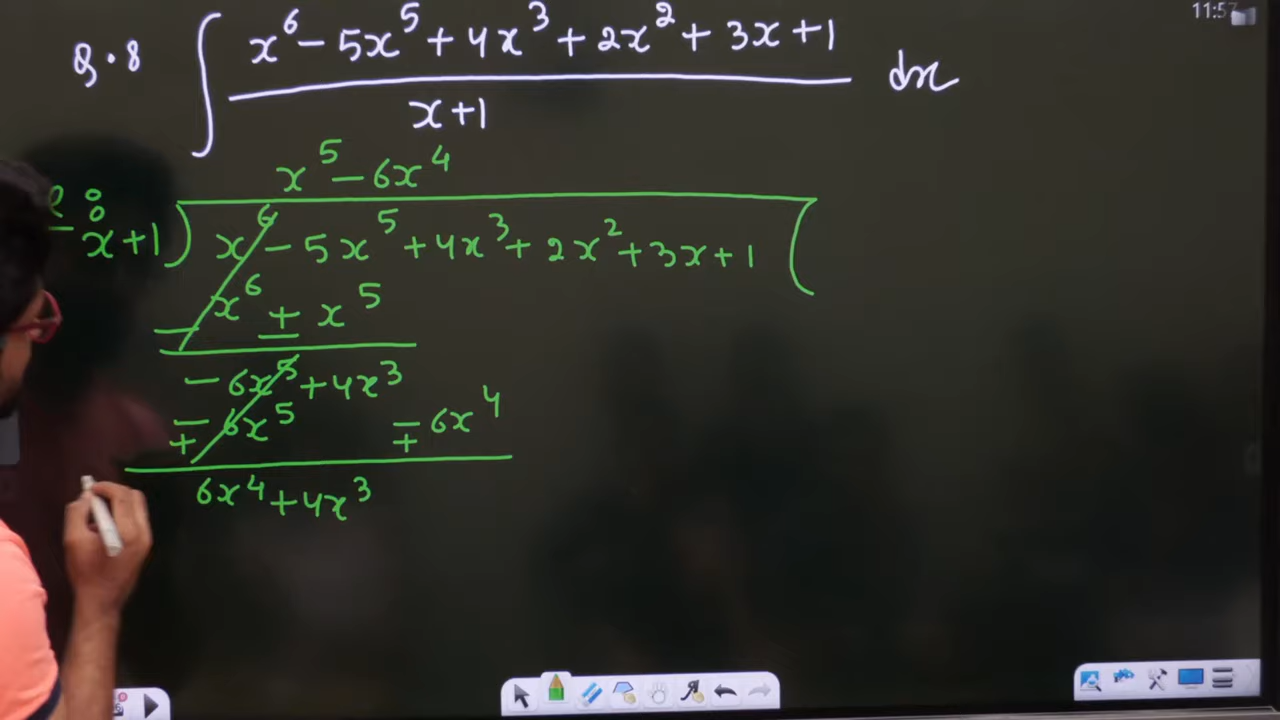 11:57
Q.8 ∫ x⁶ - 5x⁵ + 4x³ + 2x² + 3x + 1 dx
x + 1
x⁵ - 6x⁴
x + 1 ) x⁶ - 5x⁵ + 4x³ + 2x² + 3x + 1 (
x⁶ + x⁵
- -
- 6x⁵ + 4x³
- 6x⁵ - 6x⁴
+ +
6x⁴ + 4x³